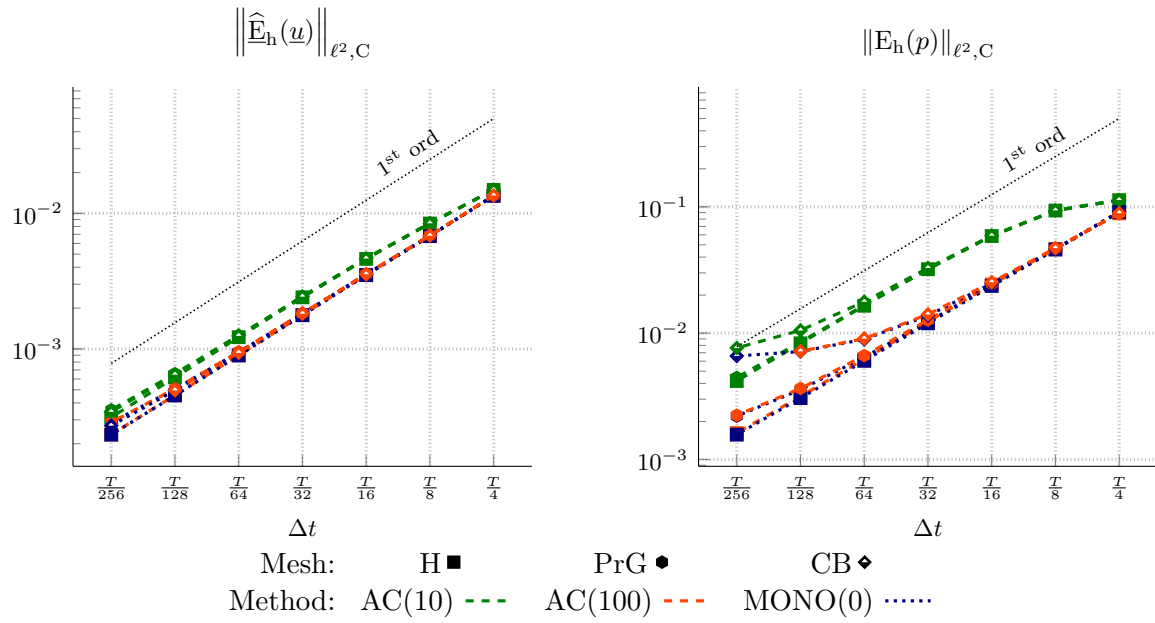 ‖Ê̲ₕ(u̲)‖_{ℓ²,C}
‖Eₕ(p)‖_{ℓ²,C}
1ˢᵗ ord
10⁻²
10⁻³
T/256 T/128 T/64 T/32 T/16 T/8 T/4
Δt
1ˢᵗ ord
10⁻¹
10⁻²
10⁻³
T/256 T/128 T/64 T/32 T/16 T/8 T/4
Δt
Mesh: H PrG CB
Method: AC(10) AC(100) MONO(0)